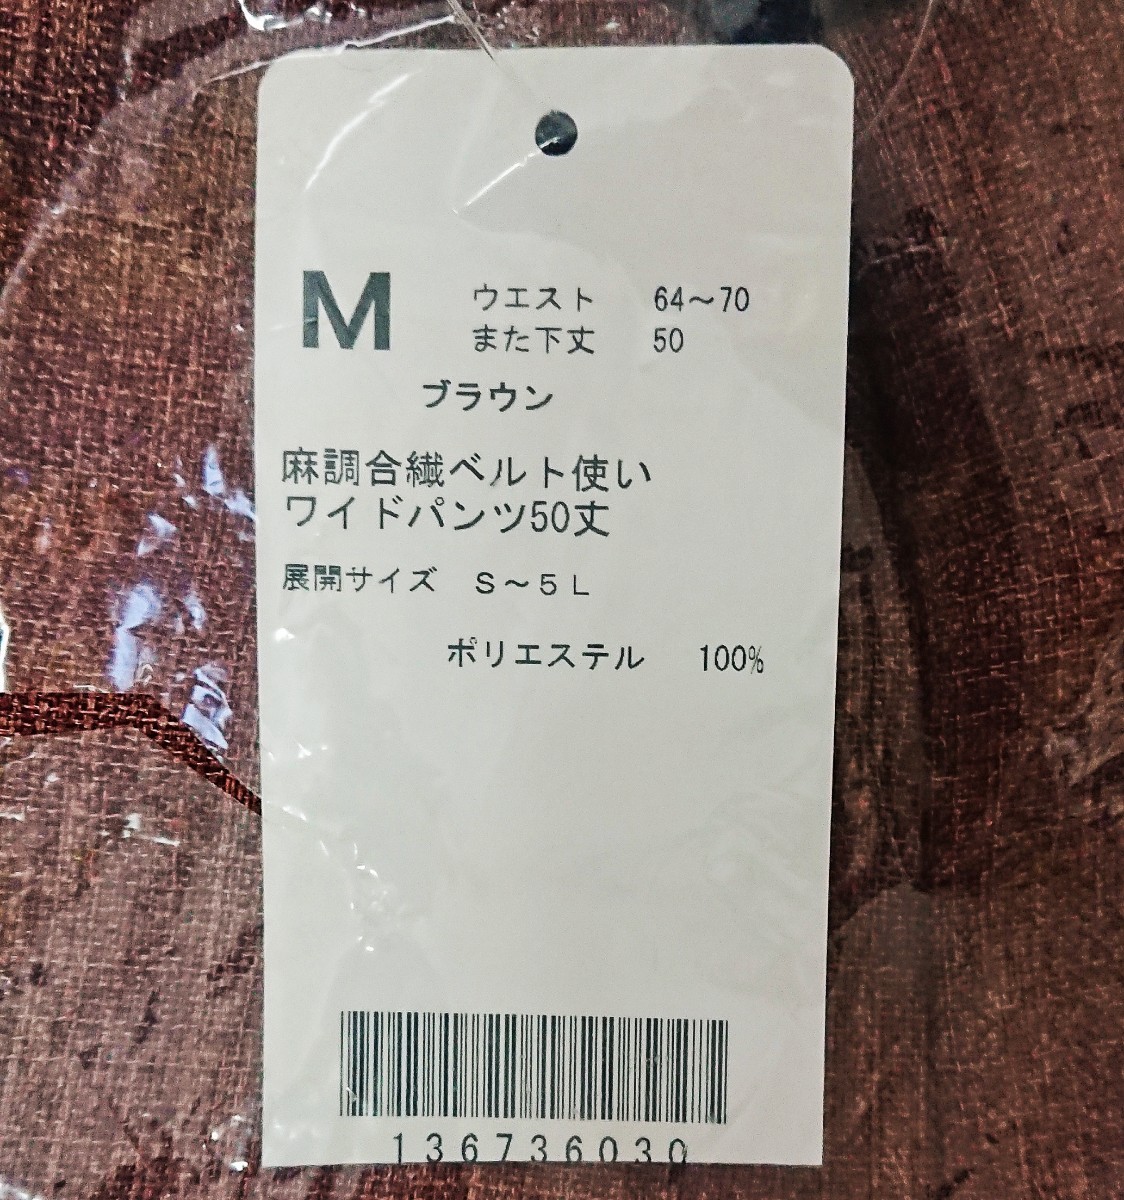 M ウエスト 64～70
また下丈 50
ブラウン
麻調合繊ベルト使い
ワイドパンツ50丈
展開サイズ S～5L
ポリエステル 100%
136736030